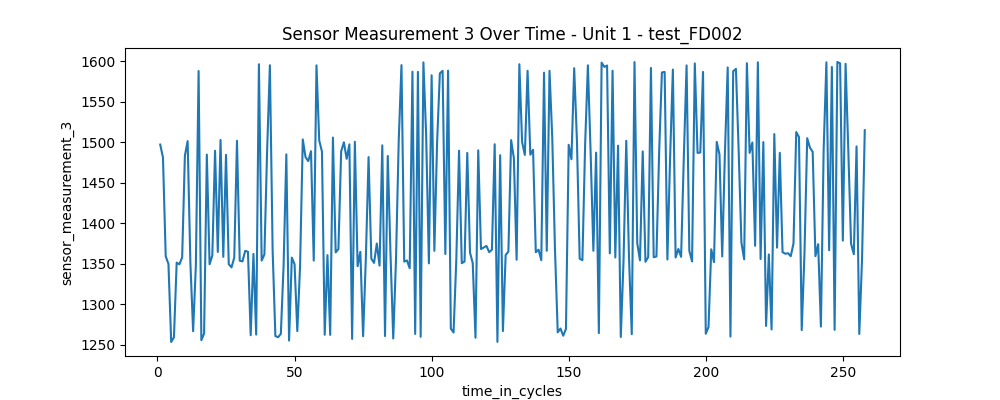 Sensor Measurement 3 Over Time - Unit 1 - test_FD002
sensor_measurement_3
1600
1550
1500
1450
1400
1350
1300
1250
0 50 100 150 200 250
time_in_cycles